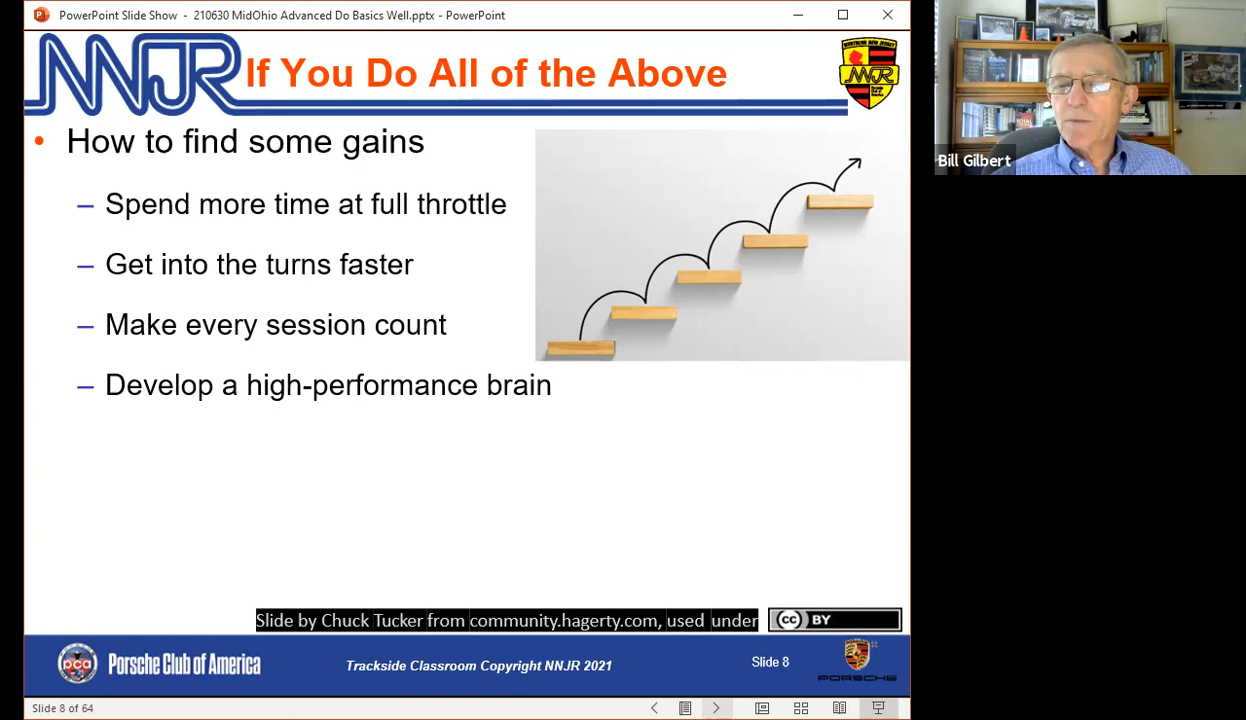 PowerPoint Slide Show - 210630 MidOhio Advanced Do Basics Well.pptx - PowerPoint
NNJR
If You Do All of the Above
NNJR
• How to find some gains
– Spend more time at full throttle
– Get into the turns faster
– Make every session count
– Develop a high-performance brain
Bill Gilbert
Slide by Chuck Tucker from community.hagerty.com, used under
cc BY
pca
Porsche Club of America
Trackside Classroom Copyright NNJR 2021
Slide 8
PORSCHE
Slide 8 of 64